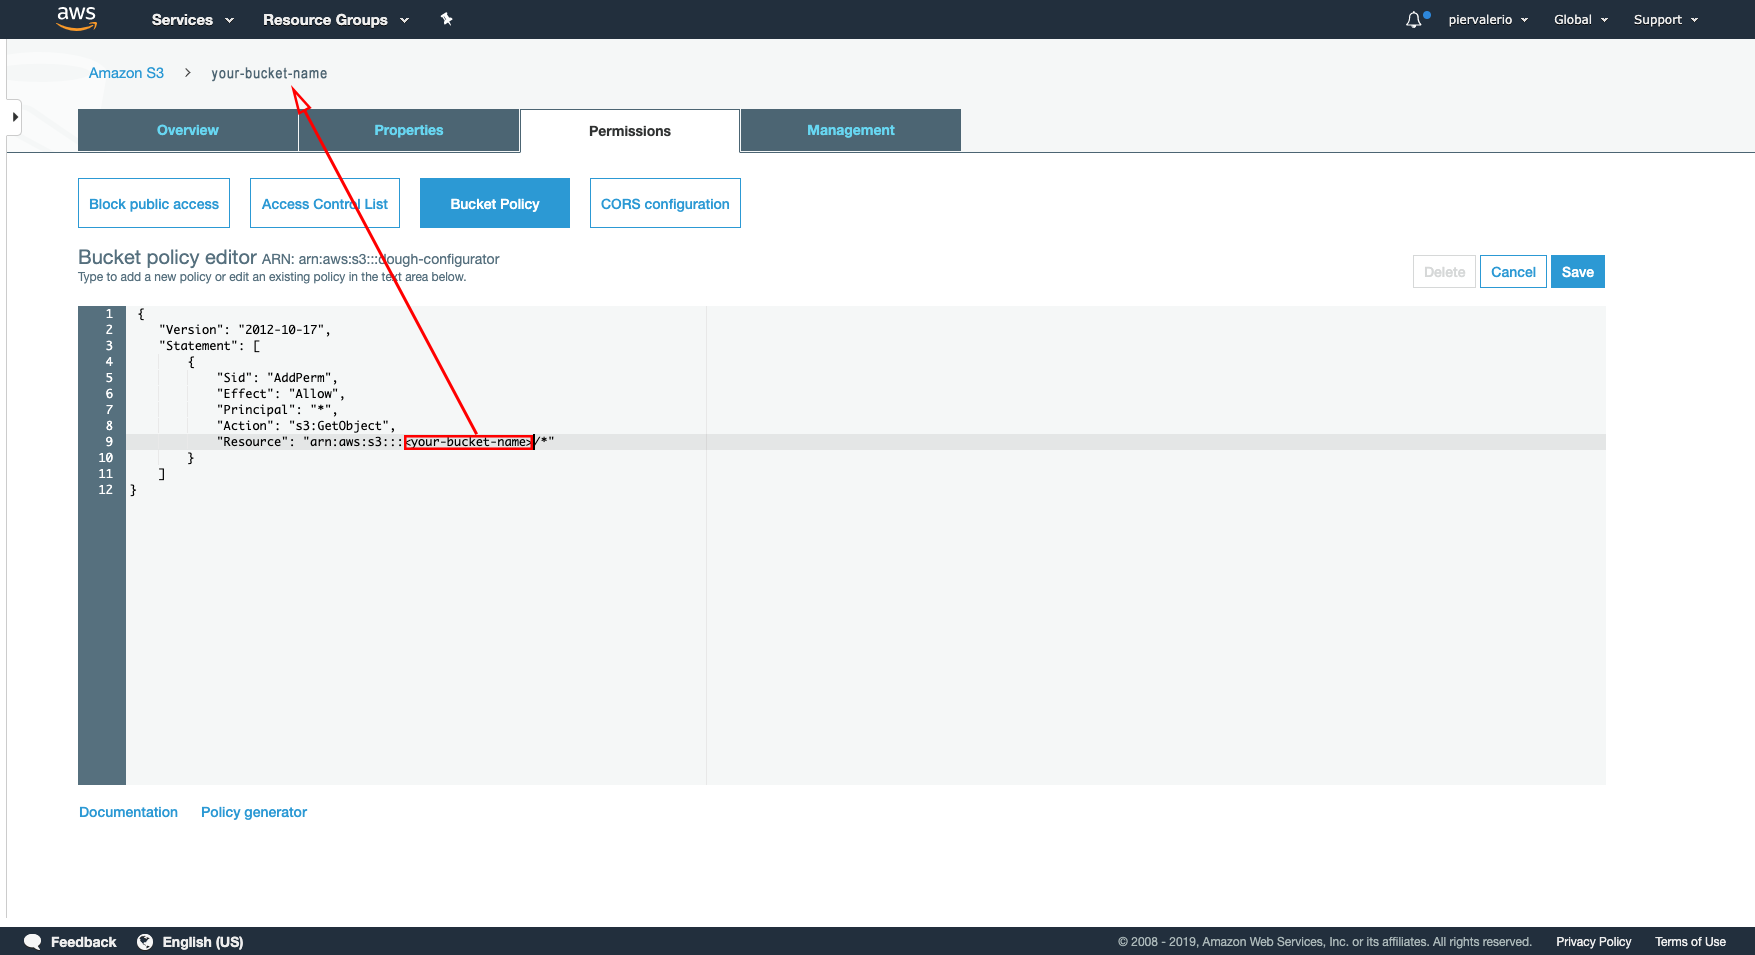 aws Services Resource Groups piervalerio Global Support
Amazon S3 > your-bucket-name
Overview Properties Permissions Management
Block public access Access Control List Bucket Policy CORS configuration
Bucket policy editor ARN: arn:aws:s3:::dough-configurator
Type to add a new policy or edit an existing policy in the text area below.
Delete Cancel Save
1 {
2 "Version": "2012-10-17",
3 "Statement": [
4 {
5 "Sid": "AddPerm",
6 "Effect": "Allow",
7 "Principal": "*",
8 "Action": "s3:GetObject",
9 "Resource": "arn:aws:s3:::<your-bucket-name>/*"
10 }
11 ]
12 }
Documentation Policy generator
Feedback English (US) © 2008 - 2019, Amazon Web Services, Inc. or its affiliates. All rights reserved. Privacy Policy Terms of Use